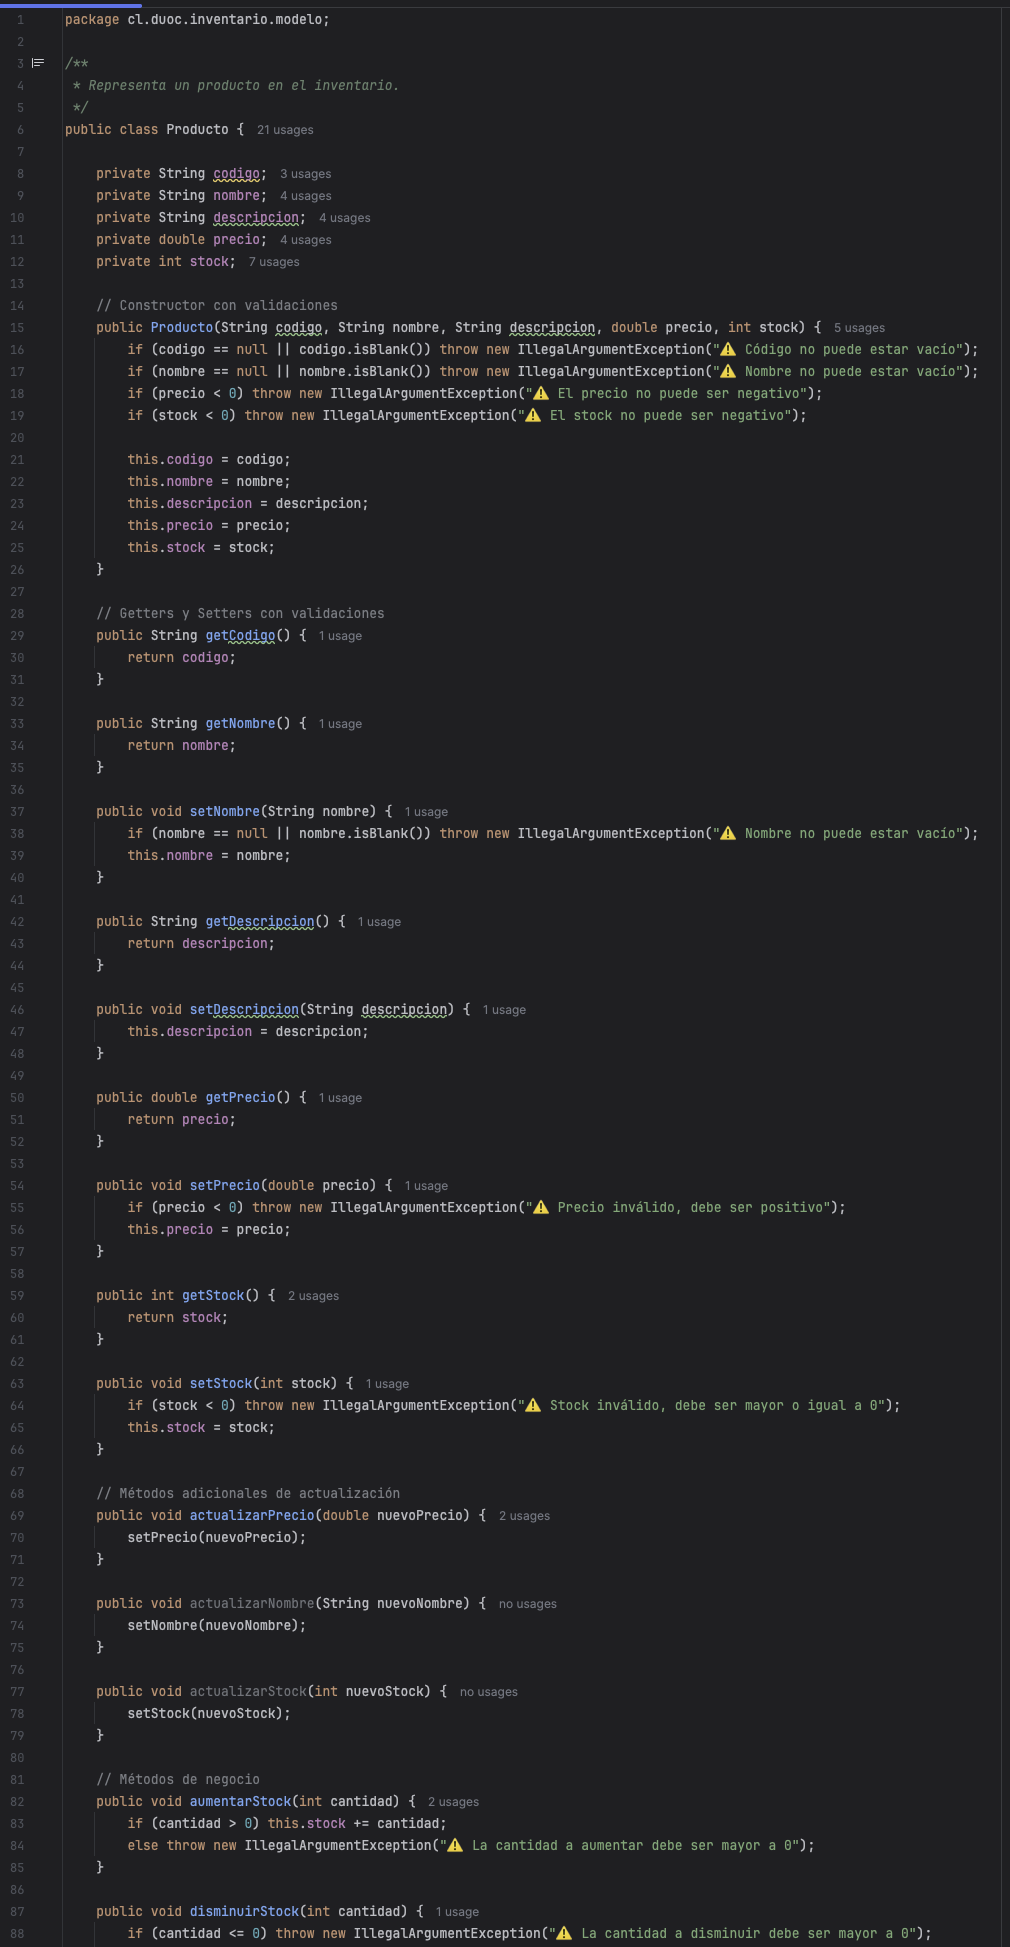 1 package cl.duoc.inventario.modelo;
2
3 /**
4  * Representa un producto en el inventario.
5  */
6 public class Producto {  21 usages
7
8     private String codigo;  3 usages
9     private String nombre;  4 usages
10     private String descripcion;  4 usages
11     private double precio;  4 usages
12     private int stock;  7 usages
13
14     // Constructor con validaciones
15     public Producto(String codigo, String nombre, String descripcion, double precio, int stock) {  5 usages
16         if (codigo == null || codigo.isBlank()) throw new IllegalArgumentException("⚠️ Código no puede estar vacío");
17         if (nombre == null || nombre.isBlank()) throw new IllegalArgumentException("⚠️ Nombre no puede estar vacío");
18         if (precio < 0) throw new IllegalArgumentException("⚠️ El precio no puede ser negativo");
19         if (stock < 0) throw new IllegalArgumentException("⚠️ El stock no puede ser negativo");
20
21         this.codigo = codigo;
22         this.nombre = nombre;
23         this.descripcion = descripcion;
24         this.precio = precio;
25         this.stock = stock;
26     }
27
28     // Getters y Setters con validaciones
29     public String getCodigo() {  1 usage
30         return codigo;
31     }
32
33     public String getNombre() {  1 usage
34         return nombre;
35     }
36
37     public void setNombre(String nombre) {  1 usage
38         if (nombre == null || nombre.isBlank()) throw new IllegalArgumentException("⚠️ Nombre no puede estar vacío");
39         this.nombre = nombre;
40     }
41
42     public String getDescripcion() {  1 usage
43         return descripcion;
44     }
45
46     public void setDescripcion(String descripcion) {  1 usage
47         this.descripcion = descripcion;
48     }
49
50     public double getPrecio() {  1 usage
51         return precio;
52     }
53
54     public void setPrecio(double precio) {  1 usage
55         if (precio < 0) throw new IllegalArgumentException("⚠️ Precio inválido, debe ser positivo");
56         this.precio = precio;
57     }
58
59     public int getStock() {  2 usages
60         return stock;
61     }
62
63     public void setStock(int stock) {  1 usage
64         if (stock < 0) throw new IllegalArgumentException("⚠️ Stock inválido, debe ser mayor o igual a 0");
65         this.stock = stock;
66     }
67
68     // Métodos adicionales de actualización
69     public void actualizarPrecio(double nuevoPrecio) {  2 usages
70         setPrecio(nuevoPrecio);
71     }
72
73     public void actualizarNombre(String nuevoNombre) {  no usages
74         setNombre(nuevoNombre);
75     }
76
77     public void actualizarStock(int nuevoStock) {  no usages
78         setStock(nuevoStock);
79     }
80
81     // Métodos de negocio
82     public void aumentarStock(int cantidad) {  2 usages
83         if (cantidad > 0) this.stock += cantidad;
84         else throw new IllegalArgumentException("⚠️ La cantidad a aumentar debe ser mayor a 0");
85     }
86
87     public void disminuirStock(int cantidad) {  1 usage
88         if (cantidad <= 0) throw new IllegalArgumentException("⚠️ La cantidad a disminuir debe ser mayor a 0");